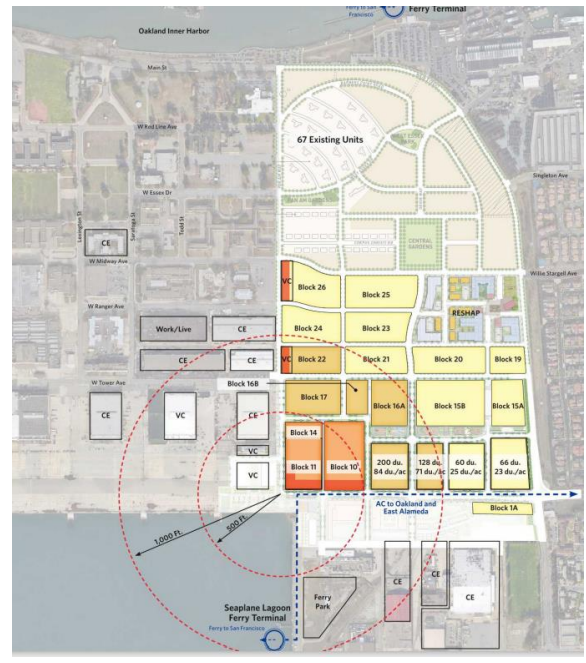 Ferry to San
Francisco
Ferry Terminal
Oakland Inner Harbor
Main St
W Red Line Ave
67 Existing Units
Singleton Ave
W Essex Dr
Lexington St
Saratoga St
Todd St
CE
CENTRAL
GARDENS
W Midway Ave
Willie Stargell Ave
VC
Block 26
Block 25
RESHAP
W Ranger Ave
Work/Live
CE
Block 24
Block 23
CE
CE
VC
Block 22
Block 21
Block 20
Block 19
W Tower Ave
Block 16B
CE
VC
CE
Block 17
Block 16A
Block 15B
Block 15A
Block 14
VC
VC
Block 11
Block 10
200 du.
84 du./ac
128 du.
71 du./ac
60 du.
25 du./ac
66 du.
23 du./ac
AC to Oakland and
East Alameda
Block 1A
1,000 Ft.
500 Ft.
CE
CE
CE
Ferry
Park
Seaplane Lagoon
Ferry Terminal
Ferry to San Francisco